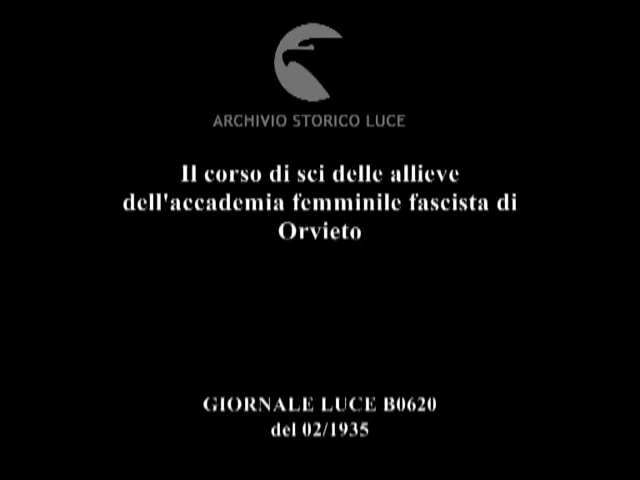 ARCHIVIO STORICO LUCE
Il corso di sci delle allieve
dell'accademia femminile fascista di
Orvieto
GIORNALE LUCE B0620
del 02/1935